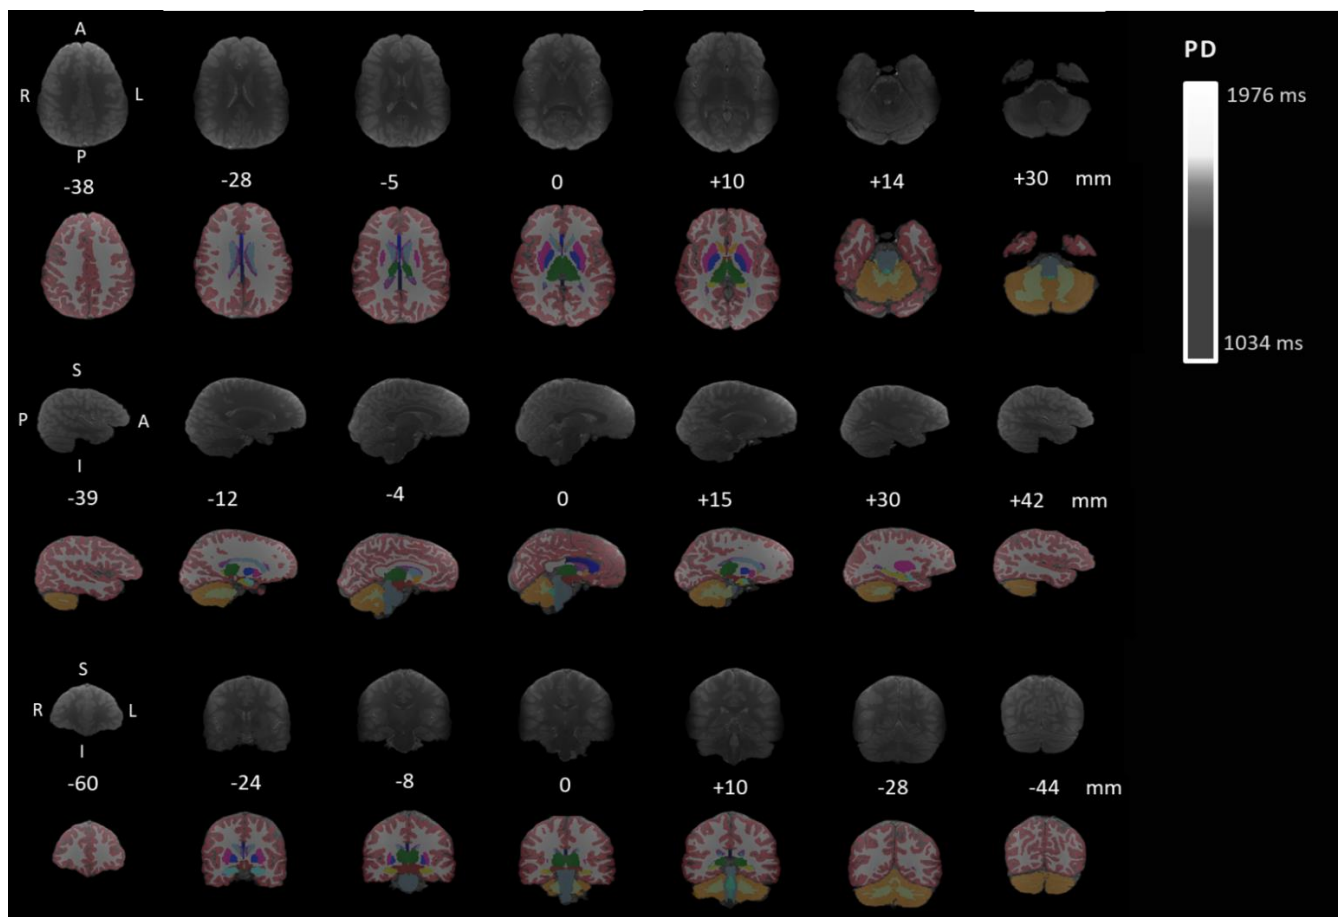 A
R L
P
-38 -28 -5 0 +10 +14 +30 mm
PD
1976 ms
1034 ms
S
P A
I
-39 -12 -4 0 +15 +30 +42 mm
S
R L
I
-60 -24 -8 0 +10 -28 -44 mm